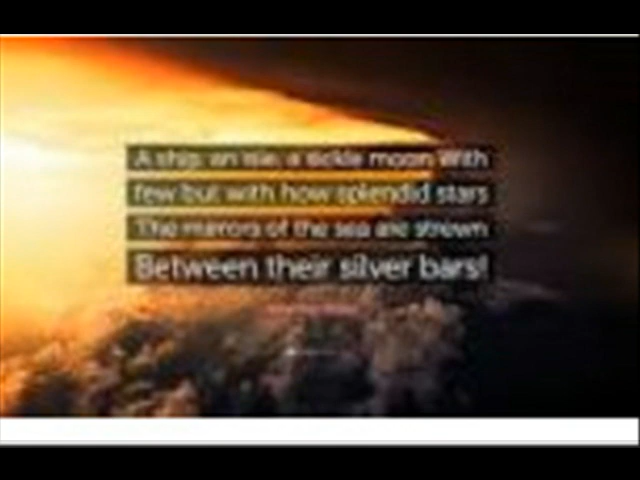 A ship, an isle, a sickle moon With
few but with how splendid stars
The mirrors of the sea are strewn
Between their silver bars!